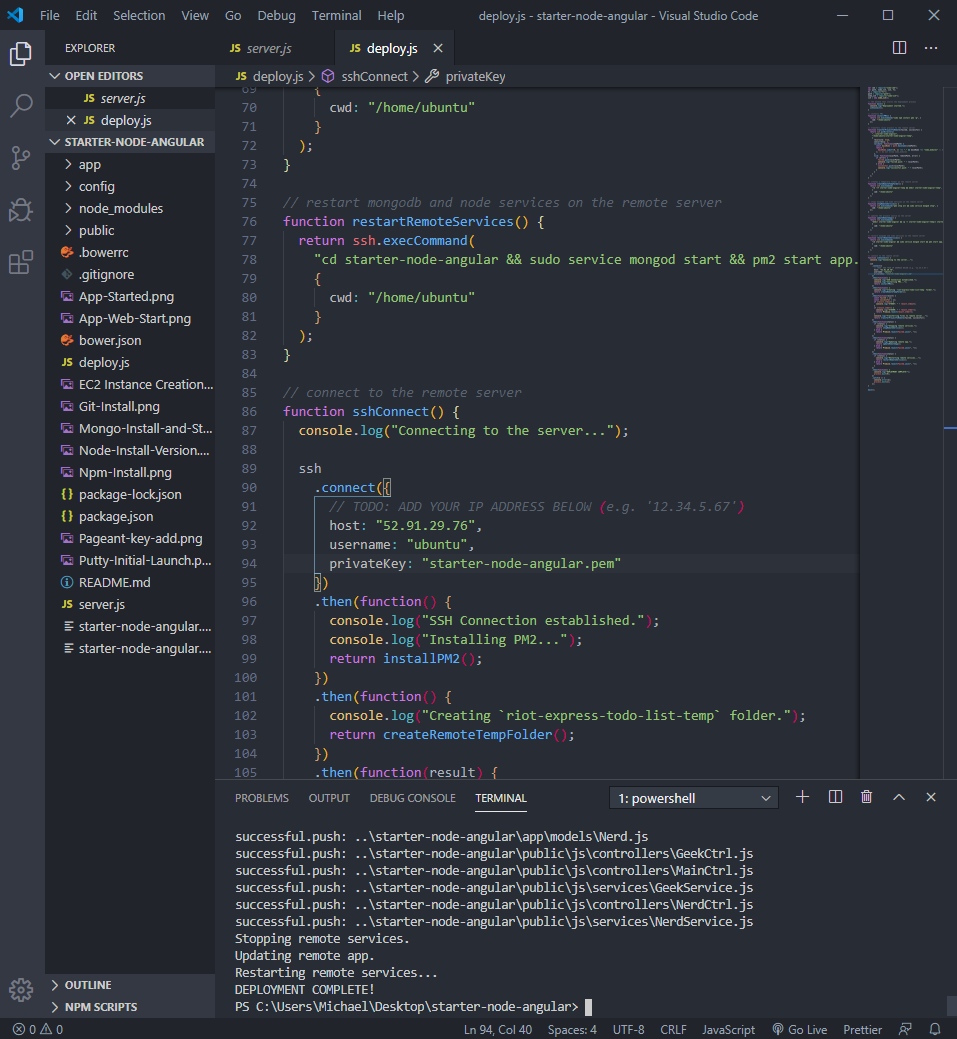 File Edit Selection View Go Debug Terminal Help deploy.js - starter-node-angular - Visual Studio Code
EXPLORER
OPEN EDITORS
JS server.js
JS deploy.js
STARTER-NODE-ANGULAR
app
config
node_modules
public
.bowerrc
.gitignore
App-Started.png
App-Web-Start.png
bower.json
JS deploy.js
EC2 Instance Creation...
Git-Install.png
Mongo-Install-and-St...
Node-Install-Version....
Npm-Install.png
{} package-lock.json
{} package.json
Pageant-key-add.png
Putty-Initial-Launch.p...
README.md
JS server.js
starter-node-angular....
starter-node-angular....
OUTLINE
NPM SCRIPTS
JS server.js JS deploy.js
JS deploy.js > sshConnect > privateKey
69 {
70 cwd: "/home/ubuntu"
71 }
72 );
73 }
74
75 // restart mongodb and node services on the remote server
76 function restartRemoteServices() {
77 return ssh.execCommand(
78 "cd starter-node-angular && sudo service mongod start && pm2 start app.
79 {
80 cwd: "/home/ubuntu"
81 }
82 );
83 }
84
85 // connect to the remote server
86 function sshConnect() {
87 console.log("Connecting to the server...");
88
89 ssh
90 .connect({
91 // TODO: ADD YOUR IP ADDRESS BELOW (e.g. '12.34.5.67')
92 host: "52.91.29.76",
93 username: "ubuntu",
94 privateKey: "starter-node-angular.pem"
95 })
96 .then(function() {
97 console.log("SSH Connection established.");
98 console.log("Installing PM2...");
99 return installPM2();
100 })
101 .then(function() {
102 console.log("Creating `riot-express-todo-list-temp` folder.");
103 return createRemoteTempFolder();
104 })
105 .then(function(result) {
PROBLEMS OUTPUT DEBUG CONSOLE TERMINAL 1: powershell
successful.push: ..\starter-node-angular\app\models\Nerd.js
successful.push: ..\starter-node-angular\public\js\controllers\GeekCtrl.js
successful.push: ..\starter-node-angular\public\js\controllers\MainCtrl.js
successful.push: ..\starter-node-angular\public\js\services\GeekService.js
successful.push: ..\starter-node-angular\public\js\controllers\NerdCtrl.js
successful.push: ..\starter-node-angular\public\js\services\NerdService.js
Stopping remote services.
Updating remote app.
Restarting remote services...
DEPLOYMENT COMPLETE!
PS C:\Users\Michael\Desktop\starter-node-angular>
0 0 Ln 94, Col 40 Spaces: 4 UTF-8 CRLF JavaScript Go Live Prettier